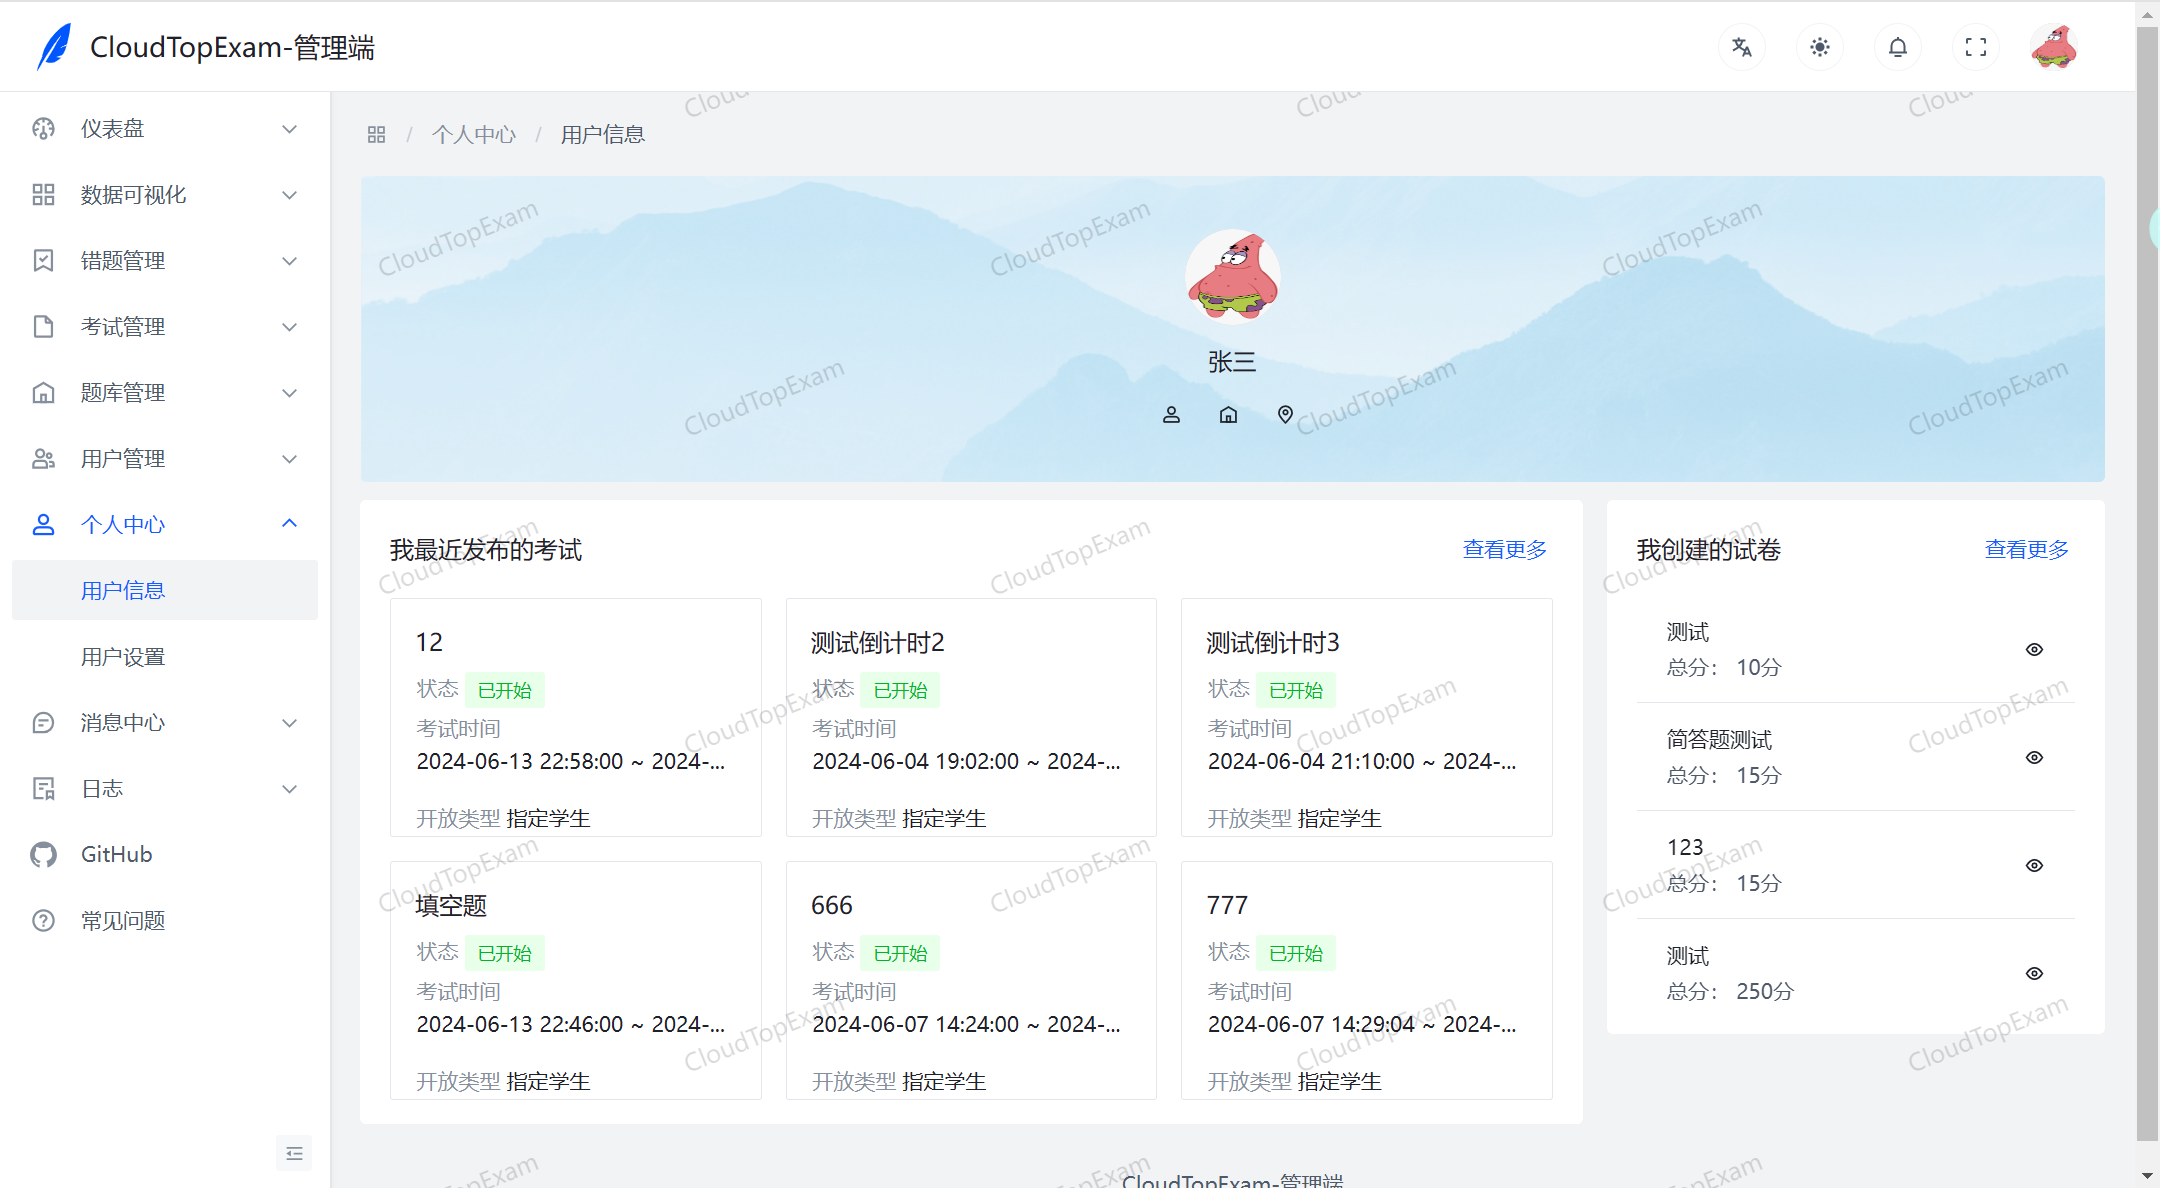 CloudTopExam-管理端
仪表盘
数据可视化
错题管理
考试管理
题库管理
用户管理
个人中心
用户信息
用户设置
消息中心
日志
GitHub
常见问题
/ 个人中心 / 用户信息
张三
我最近发布的考试
查看更多
12
状态 已开始
考试时间
2024-06-13 22:58:00 ~ 2024-...
开放类型 指定学生
测试倒计时2
状态 已开始
考试时间
2024-06-04 19:02:00 ~ 2024-...
开放类型 指定学生
测试倒计时3
状态 已开始
考试时间
2024-06-04 21:10:00 ~ 2024-...
开放类型 指定学生
填空题
状态 已开始
考试时间
2024-06-13 22:46:00 ~ 2024-...
开放类型 指定学生
666
状态 已开始
考试时间
2024-06-07 14:24:00 ~ 2024-...
开放类型 指定学生
777
状态 已开始
考试时间
2024-06-07 14:29:04 ~ 2024-...
开放类型 指定学生
我创建的试卷
查看更多
测试
总分： 10分
简答题测试
总分： 15分
123
总分： 15分
测试
总分： 250分
CloudTopExam-管理端
CloudTopExam